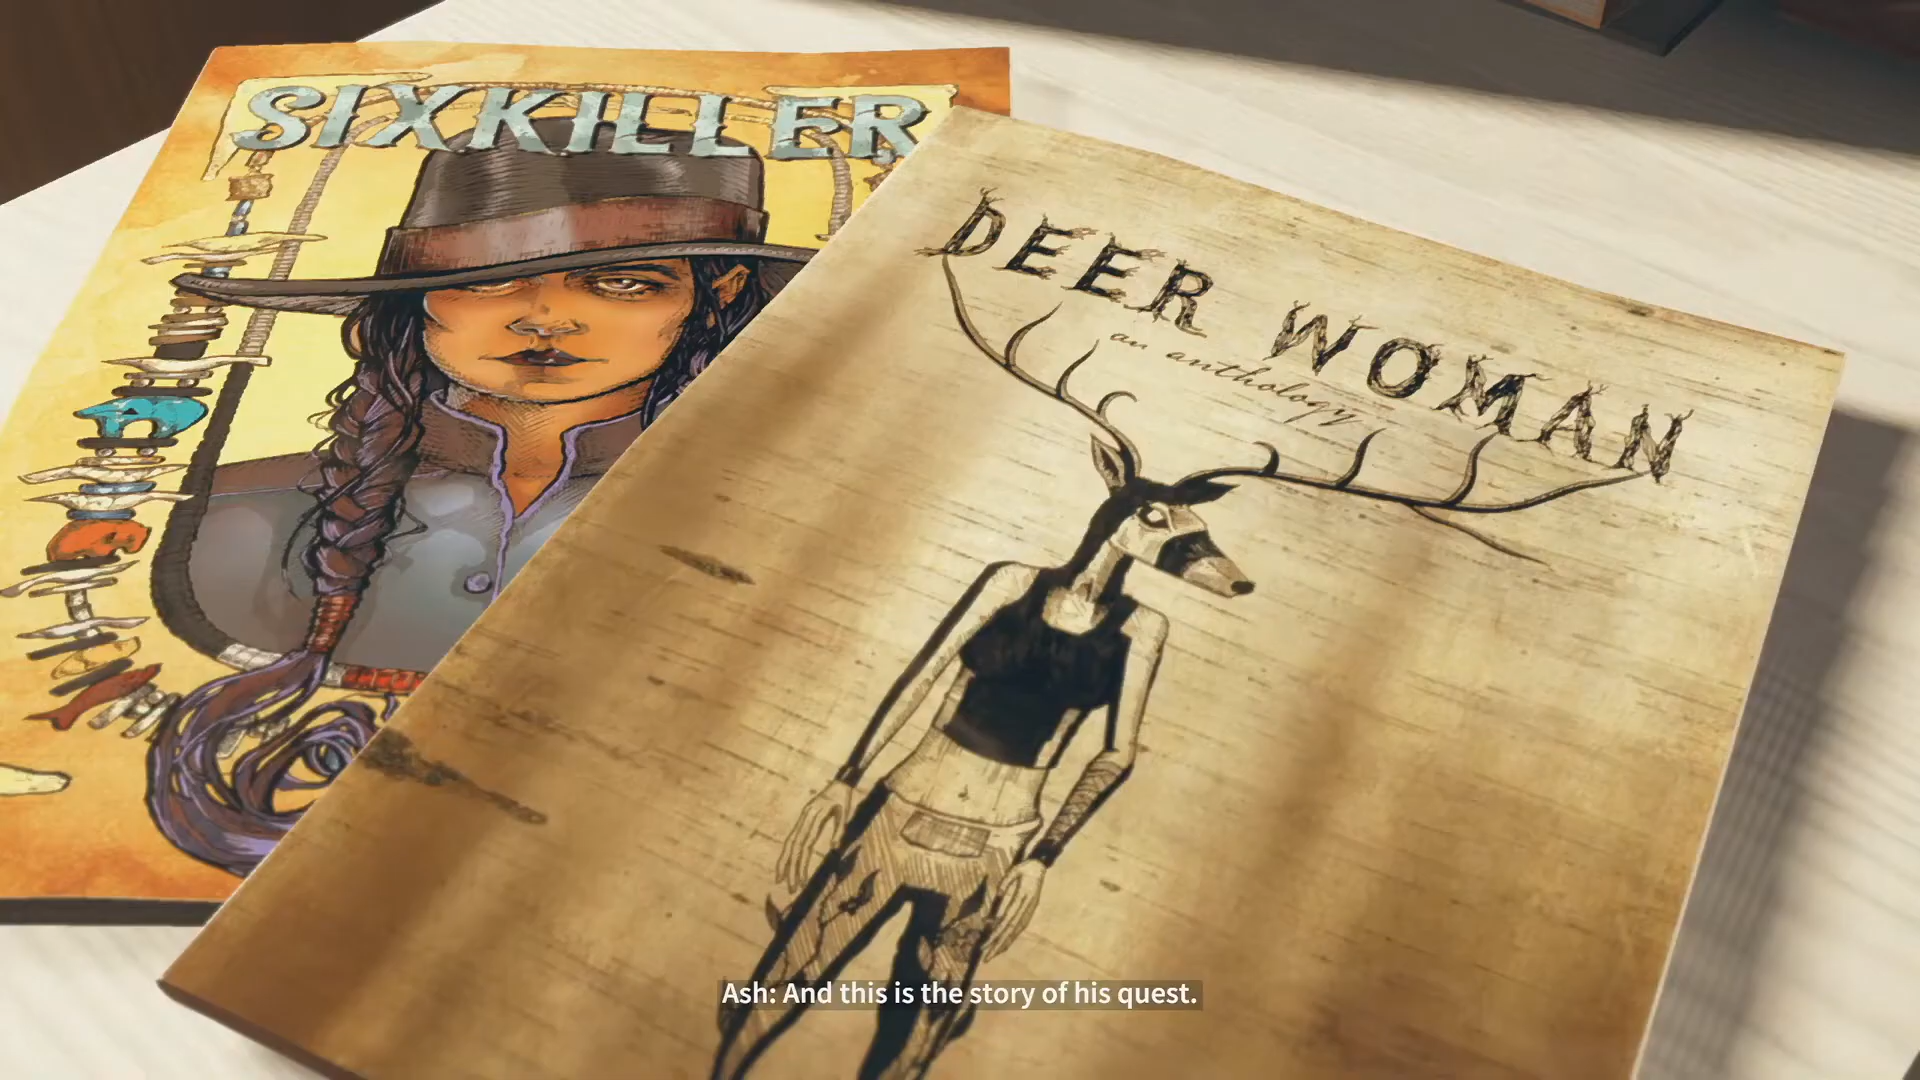 SIXKILLER
DEER WOMAN
an anthology
Ash: And this is the story of his quest.